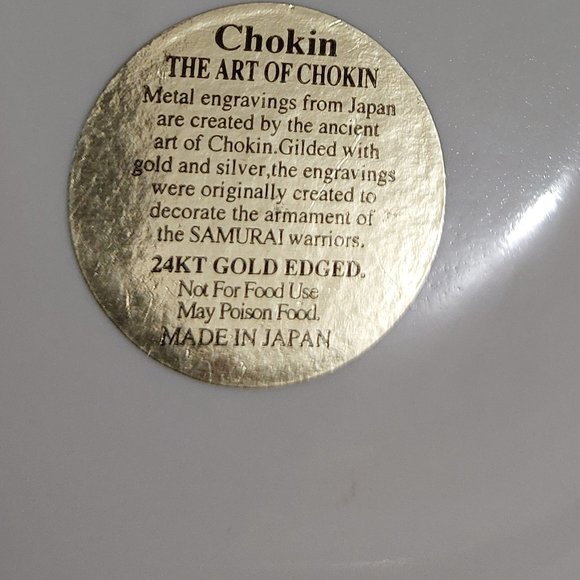 Chokin
THE ART OF CHOKIN
Metal engravings from Japan
are created by the ancient
art of Chokin.Gilded with
gold and silver,the engravings
were originally created to
decorate the armament of
the SAMURAI warriors.
24KT GOLD EDGED.
Not For Food Use
May Poison Food.
MADE IN JAPAN